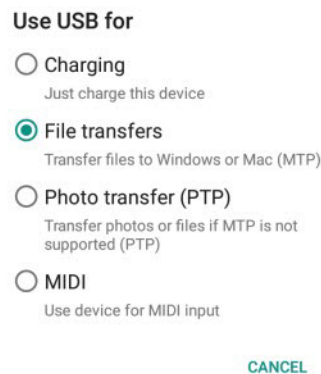 Use USB for
Charging
Just charge this device
File transfers
Transfer files to Windows or Mac (MTP)
Photo transfer (PTP)
Transfer photos or files if MTP is not
supported (PTP)
MIDI
Use device for MIDI input
CANCEL